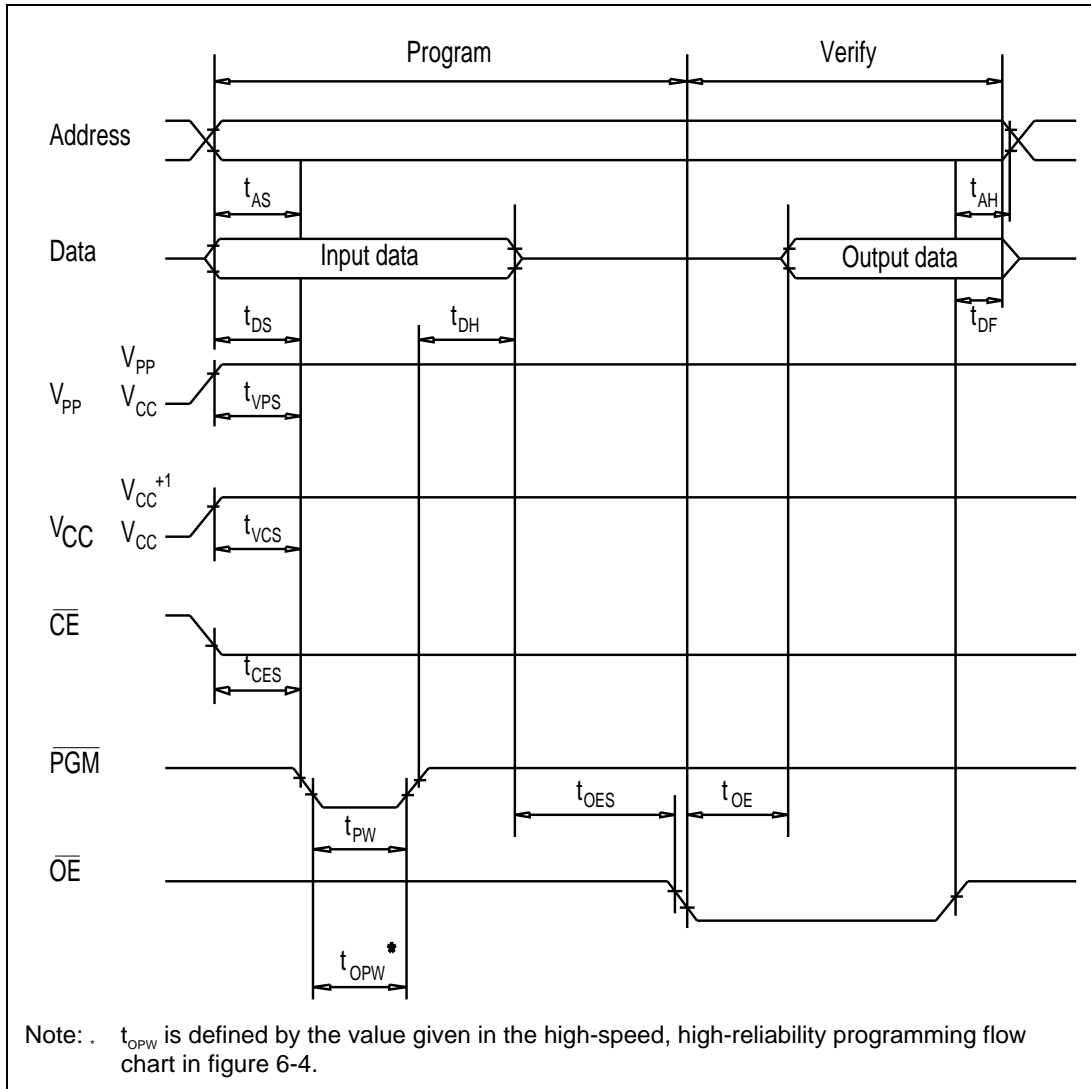 Program Verify
Address
tAS tAH
Data Input data Output data
tDS tDH tDF
VPP
VPP VCC tVPS
VCC+1
VCC VCC tVCS
CE
tCES
PGM
tOES tOE
tPW
OE
tOPW*
Note: * tOPW is defined by the value given in the high-speed, high-reliability programming flow
chart in figure 6-4.